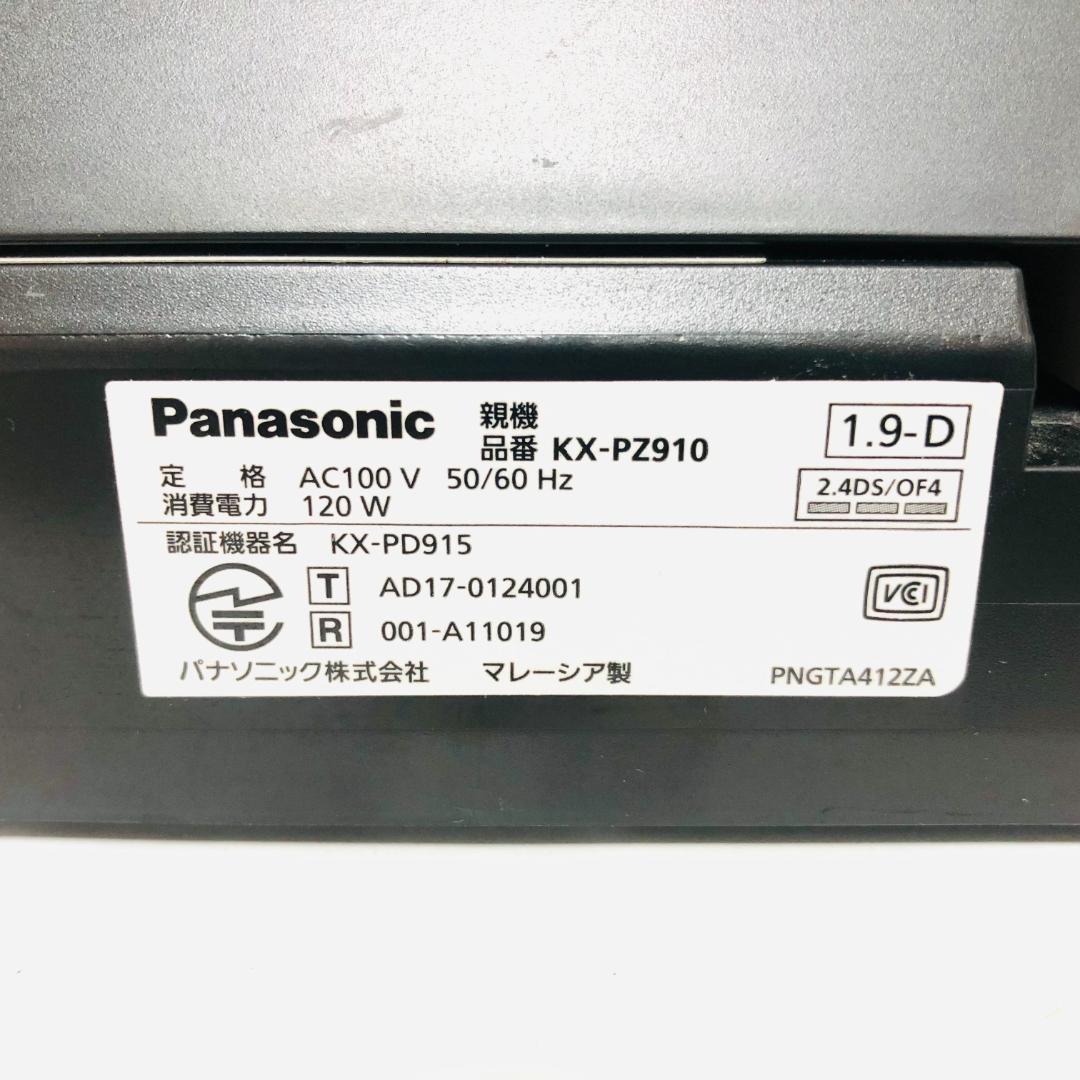 Panasonic 親機
品番 KX-PZ910
1.9-D
定 格 AC100 V 50/60 Hz
消費電力 120 W
2.4DS/OF4
認証機器名 KX-PD915
T AD17-0124001
R 001-A11019
VCI
パナソニック株式会社 マレーシア製 PNGTA412ZA